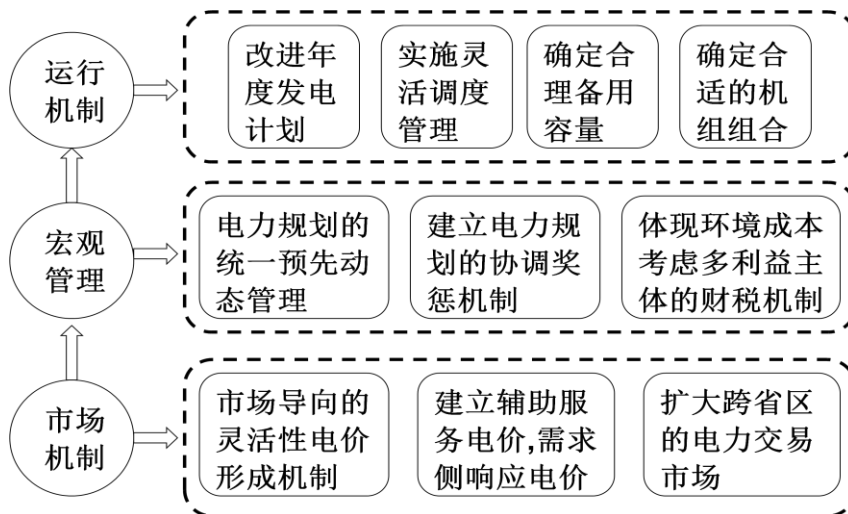 运行
机制
改进年
度发电
计划
实施灵
活调度
管理
确定合
理备用
容量
确定合
适的机
组组合
宏观
管理
电力规划的
统一预先动
态管理
建立电力规
划的协调奖
惩机制
体现环境成本
考虑多利益主
体的财税机制
市场
机制
市场导向的
灵活性电价
形成机制
建立辅助服
务电价,需求
侧响应电价
扩大跨省区
的电力交易
市场